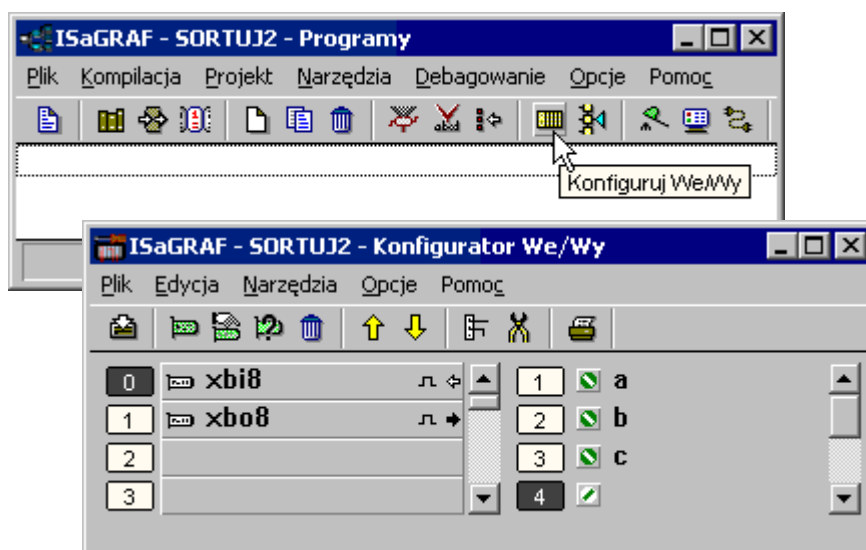 ISaGRAF - SORTUJ2 - Programy
Plik Kompilacja Projekt Narzędzia Debagowanie Opcje Pomoc
Konfiguruj We/Wy
ISaGRAF - SORTUJ2 - Konfigurator We/Wy
Plik Edycja Narzędzia Opcje Pomoc
0 xbi8 1 a
1 xbo8 2 b
2 3 c
3 4